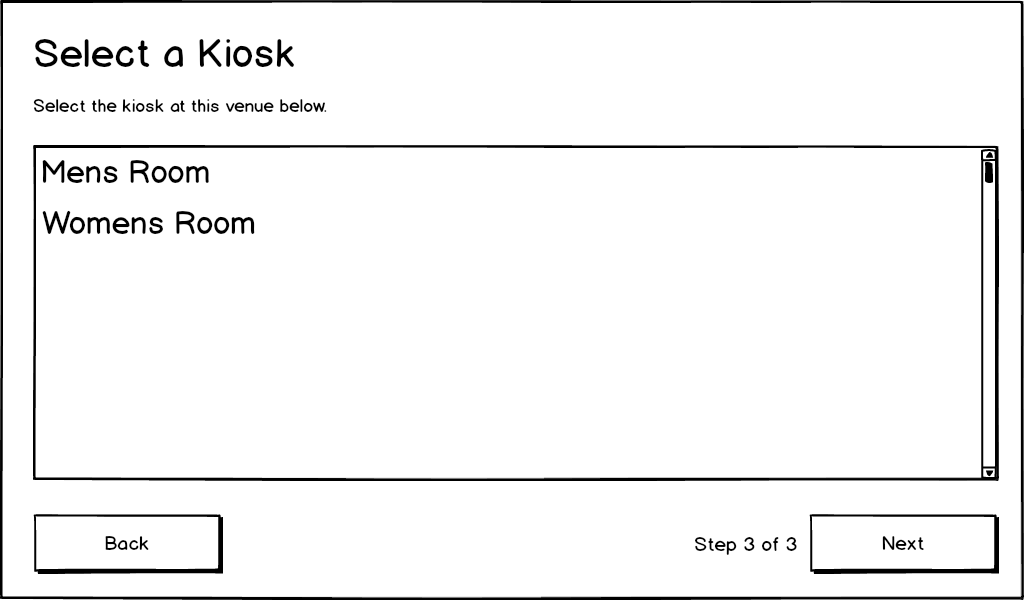 Select a Kiosk
Select the kiosk at this venue below.
Mens Room
Womens Room
Back
Step 3 of 3
Next